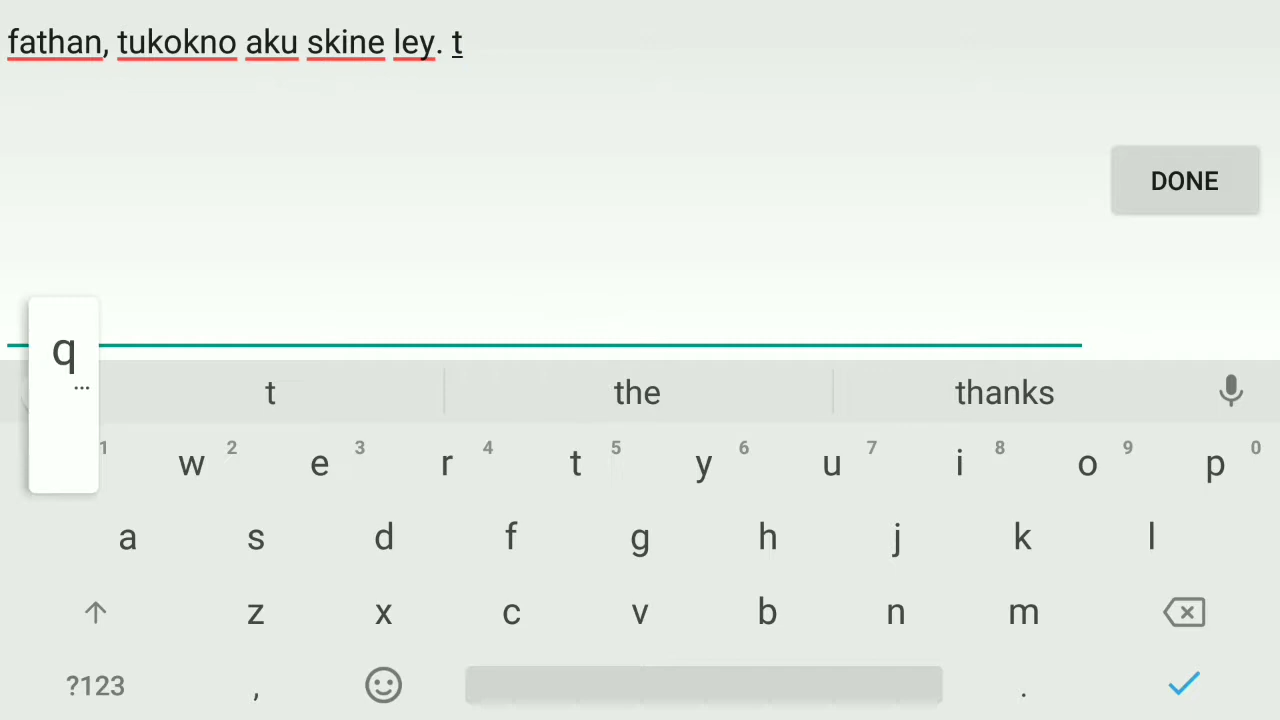 fathan, tukokno aku skine ley. t
DONE
q
...
t the thanks
1 w 2 e 3 r 4 t 5 y 6 u 7 i 8 o 9 p 0
a s d f g h j k l
z x c v b n m
?123 , .